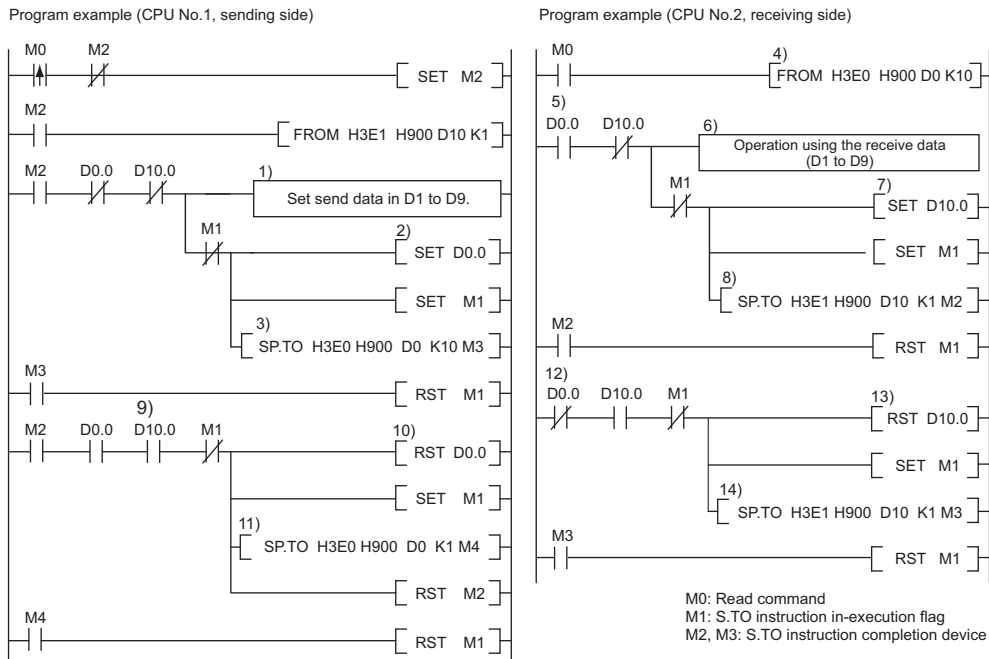 Program example (CPU No.1, sending side)
M0 M2
SET M2
M2
FROM H3E1 H900 D10 K1
M2 D0.0 D10.0
1)
Set send data in D1 to D9.
M1
2)
SET D0.0
SET M1
3)
SP.TO H3E0 H900 D0 K10 M3
M3
RST M1
9)
M2 D0.0 D10.0 M1
10)
RST D0.0
SET M1
11)
SP.TO H3E0 H900 D0 K1 M4
RST M2
M4
RST M1
Program example (CPU No.2, receiving side)
M0
4)
FROM H3E0 H900 D0 K10
5)
D0.0 D10.0
6)
Operation using the receive data
(D1 to D9)
M1
7)
SET D10.0
SET M1
8)
SP.TO H3E1 H900 D10 K1 M2
M2
RST M1
12)
D0.0 D10.0 M1
13)
RST D10.0
SET M1
14)
SP.TO H3E1 H900 D10 K1 M3
M3
RST M1
M0: Read command
M1: S.TO instruction in-execution flag
M2, M3: S.TO instruction completion device